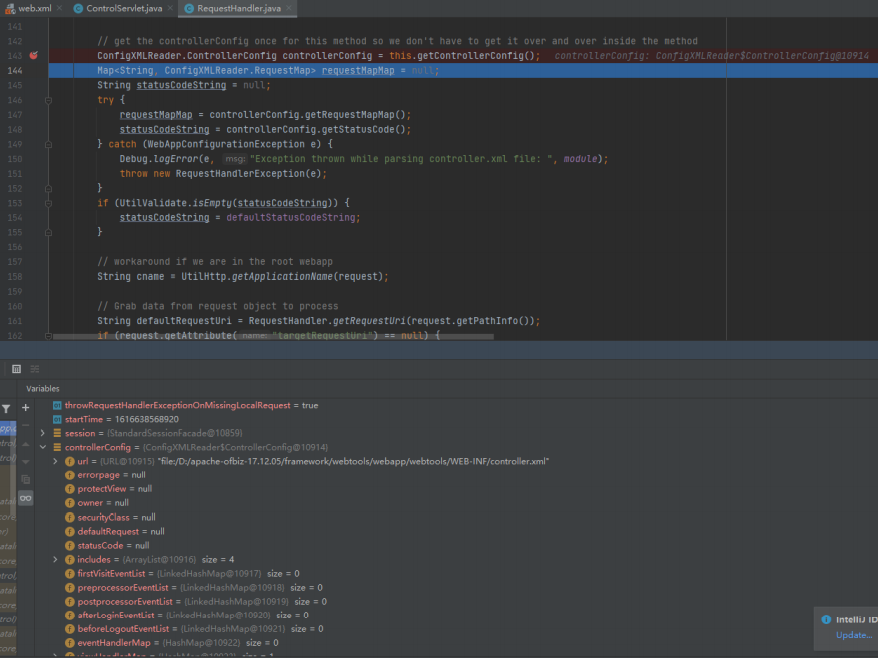 web.xml ControlServlet.java RequestHandler.java
141
142 // get the controllerConfig once for this method so we don't have to get it over and over inside the method
143 ConfigXMLReader.ControllerConfig controllerConfig = this.getControllerConfig(); controllerConfig: ConfigXMLReader$ControllerConfig@10914
144 Map<String, ConfigXMLReader.RequestMap> requestMapMap = null;
145 String statusCodeString = null;
146 try {
147 requestMapMap = controllerConfig.getRequestMapMap();
148 statusCodeString = controllerConfig.getStatusCode();
149 } catch (WebAppConfigurationException e) {
150 Debug.logError(e, msg: "Exception thrown while parsing controller.xml file: ", module);
151 throw new RequestHandlerException(e);
152 }
153 if (UtilValidate.isEmpty(statusCodeString)) {
154 statusCodeString = defaultStatusCodeString;
155 }
156
157 // workaround if we are in the root webapp
158 String cname = UtilHttp.getApplicationName(request);
159
160 // Grab data from request object to process
161 String defaultRequestUri = RequestHandler.getRequestUri(request.getPathInfo());
162 if (request.getAttribute( name: "targetRequestUri") == null) {
Variables
throwRequestHandlerExceptionOnMissingLocalRequest = true
startTime = 1616638568920
session = {StandardSessionFacade@10859}
controllerConfig = {ConfigXMLReader$ControllerConfig@10914}
url = {URL@10915} "file:/D:/apache-ofbiz-17.12.05/framework/webtools/webapp/webtools/WEB-INF/controller.xml"
errorpage = null
protectView = null
owner = null
securityClass = null
defaultRequest = null
statusCode = null
includes = {ArrayList@10916} size = 4
firstVisitEventList = {LinkedHashMap@10917} size = 0
preprocessorEventList = {LinkedHashMap@10918} size = 0
postprocessorEventList = {LinkedHashMap@10919} size = 0
afterLoginEventList = {LinkedHashMap@10920} size = 0
beforeLogoutEventList = {LinkedHashMap@10921} size = 0
eventHandlerMap = {HashMap@10922} size = 0
viewHandlerMap = {HashMap@10923} size = 1
IntelliJ ID
Update...